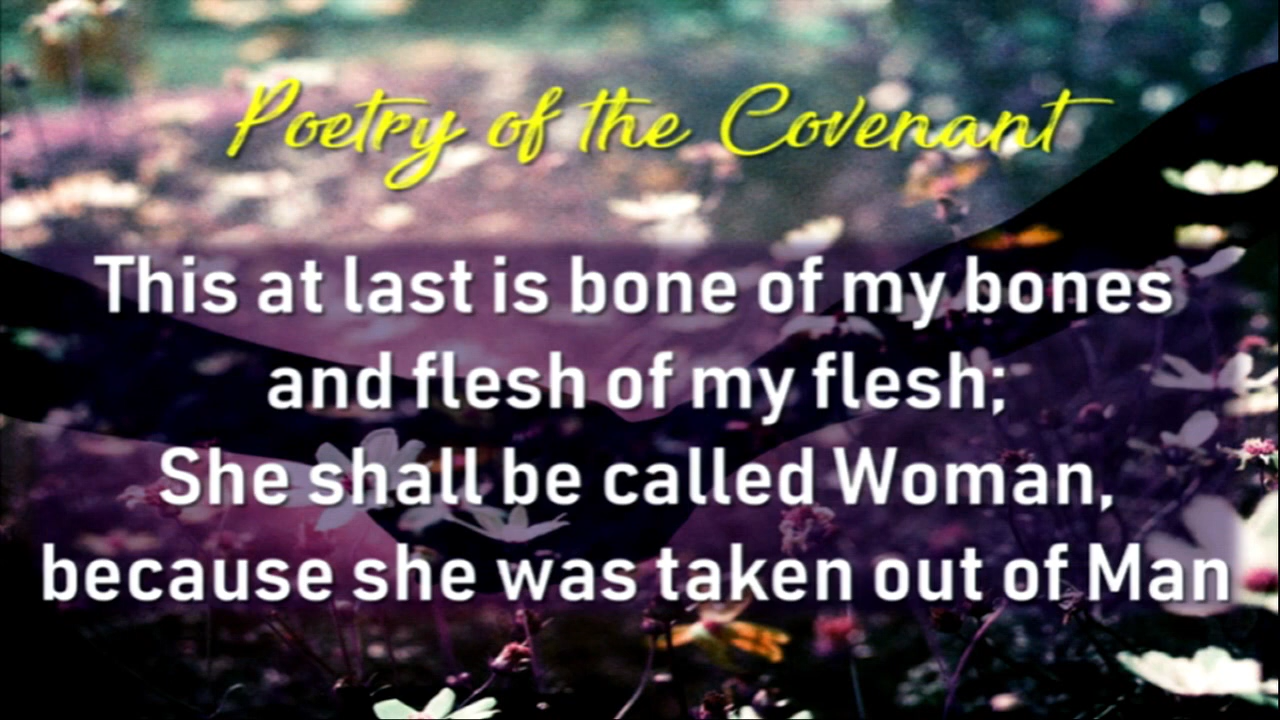 Poetry of the Covenant
This at last is bone of my bones
and flesh of my flesh;
She shall be called Woman,
because she was taken out of Man